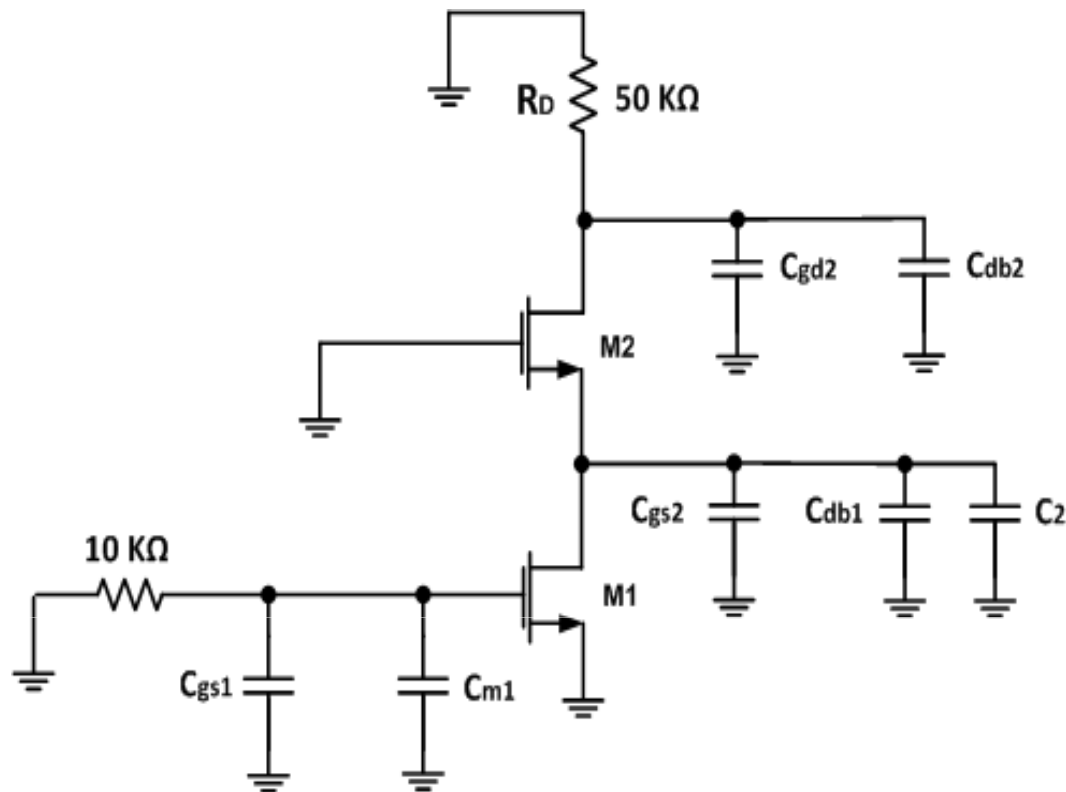 RD 50 KΩ
Cgd2 Cdb2
M2
Cgs2 Cdb1 C2
10 KΩ
M1
Cgs1 Cm1